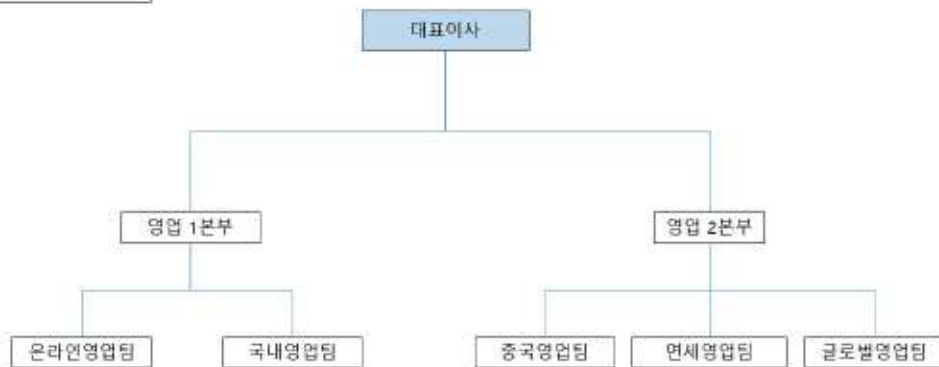 대표이사
영업 1본부
영업 2본부
온라인영업팀
국내영업팀
중국영업팀
면세영업팀
글로벌영업팀